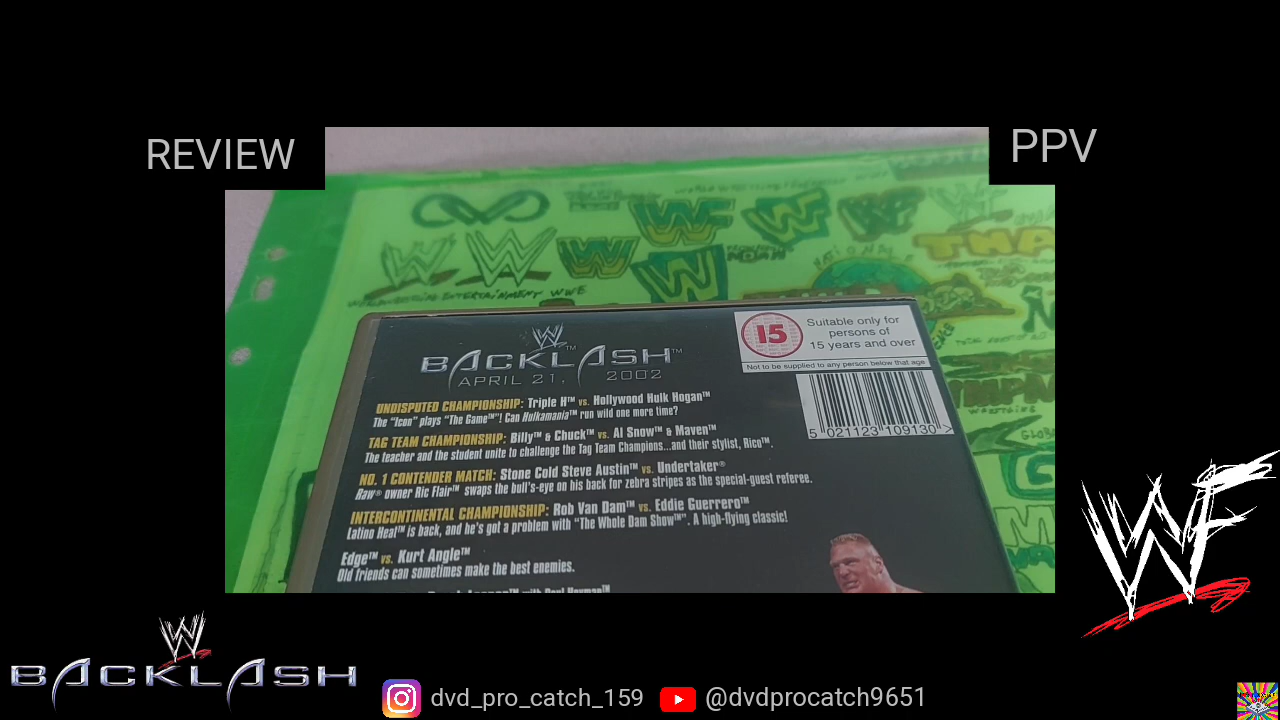 REVIEW
PPV
W
BACKLASH™
APRIL 21, 2002
15
Suitable only for
persons of
15 years and over
Not to be supplied to any person below that age
5 021123 109130
UNDISPUTED CHAMPIONSHIP: Triple H™ vs. Hollywood Hulk Hogan™
The "Icon" plays "The Game™"! Can Hulkamania™ run wild one more time?
TAG TEAM CHAMPIONSHIP: Billy™ & Chuck™ vs. Al Snow™ & Maven™
The teacher and the student unite to challenge the Tag Team Champions...and their stylist, Rico™.
NO. 1 CONTENDER MATCH: Stone Cold Steve Austin™ vs. Undertaker®
Raw® owner Ric Flair™ swaps the bull's-eye on his back for zebra stripes as the special-guest referee.
INTERCONTINENTAL CHAMPIONSHIP: Rob Van Dam™ vs. Eddie Guerrero™
Latino Heat™ is back, and he's got a problem with "The Whole Dam Show™". A high-flying classic!
Edge™ vs. Kurt Angle™
Old friends can sometimes make the best enemies.
WF
W
BACKLASH
dvd_pro_catch_159
@dvdprocatch9651